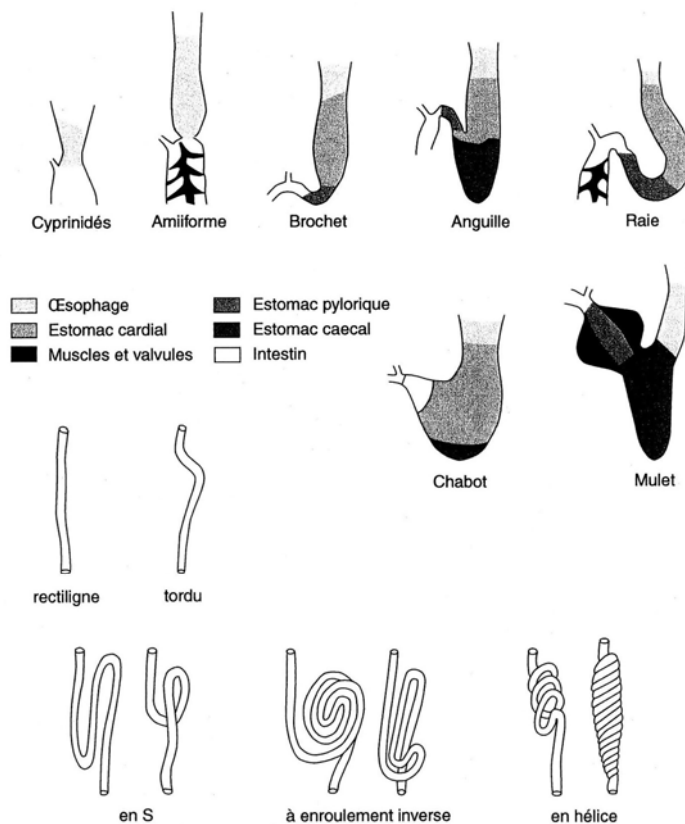 Cyprinidés Amiiforme Brochet Anguille Raie
Œsophage Estomac pylorique
Estomac cardial Estomac caecal
Muscles et valvules Intestin
Chabot Mulet
rectiligne tordu
en S à enroulement inverse en hélice